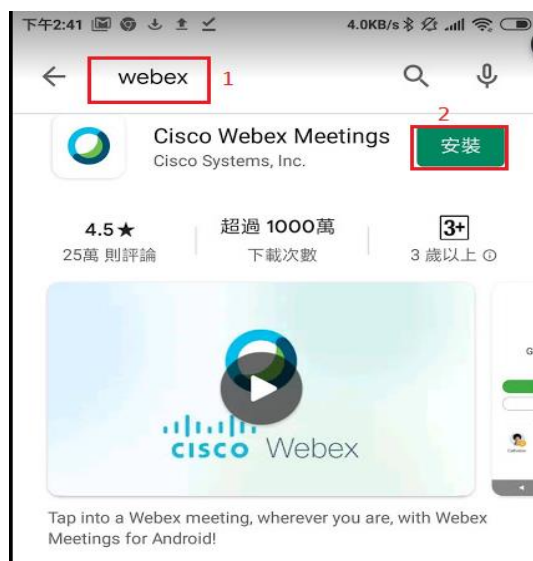 下午2:41 4.0KB/s
webex 1
2
Cisco Webex Meetings 安裝
Cisco Systems, Inc.
4.5★ 超過 1000萬 3+
25萬 則評論 下載次數 3 歲以上
CISCO Webex
Tap into a Webex meeting, wherever you are, with Webex
Meetings for Android!